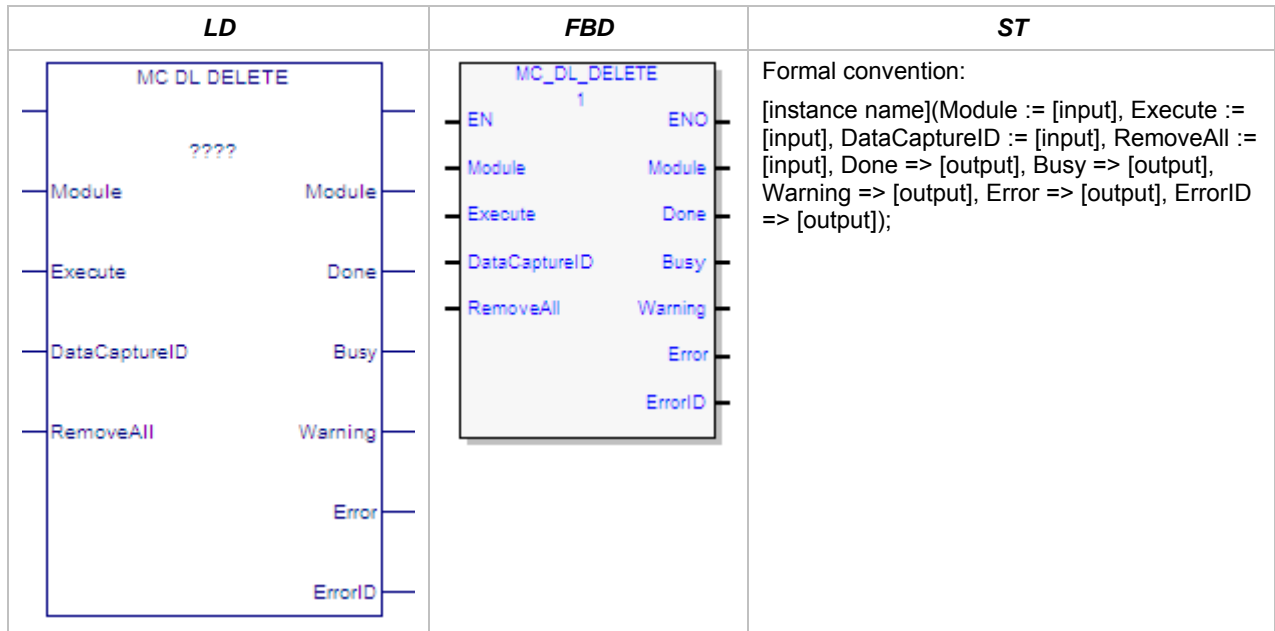 LD FBD ST
MC DL DELETE
????
Module Module
Execute Done
DataCaptureID Busy
RemoveAll Warning
Error
ErrorID
MC_DL_DELETE
1
EN ENO
Module Module
Execute Done
DataCaptureID Busy
RemoveAll Warning
Error
ErrorID
Formal convention:
[instance name](Module := [input], Execute :=
[input], DataCaptureID := [input], RemoveAll :=
[input], Done => [output], Busy => [output],
Warning => [output], Error => [output], ErrorID
=> [output]);